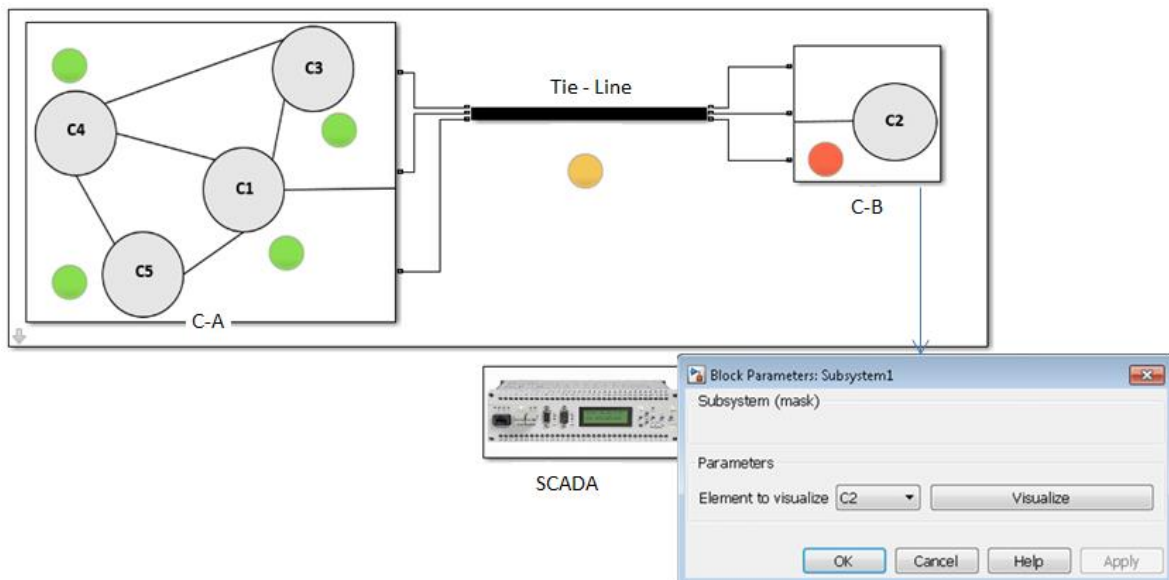 C3
Tie - Line
C4
C2
C1
C-B
C5
C-A
Block Parameters: Subsystem1
Subsystem (mask)
Parameters
Element to visualize C2 Visualize
SCADA
OK Cancel Help Apply